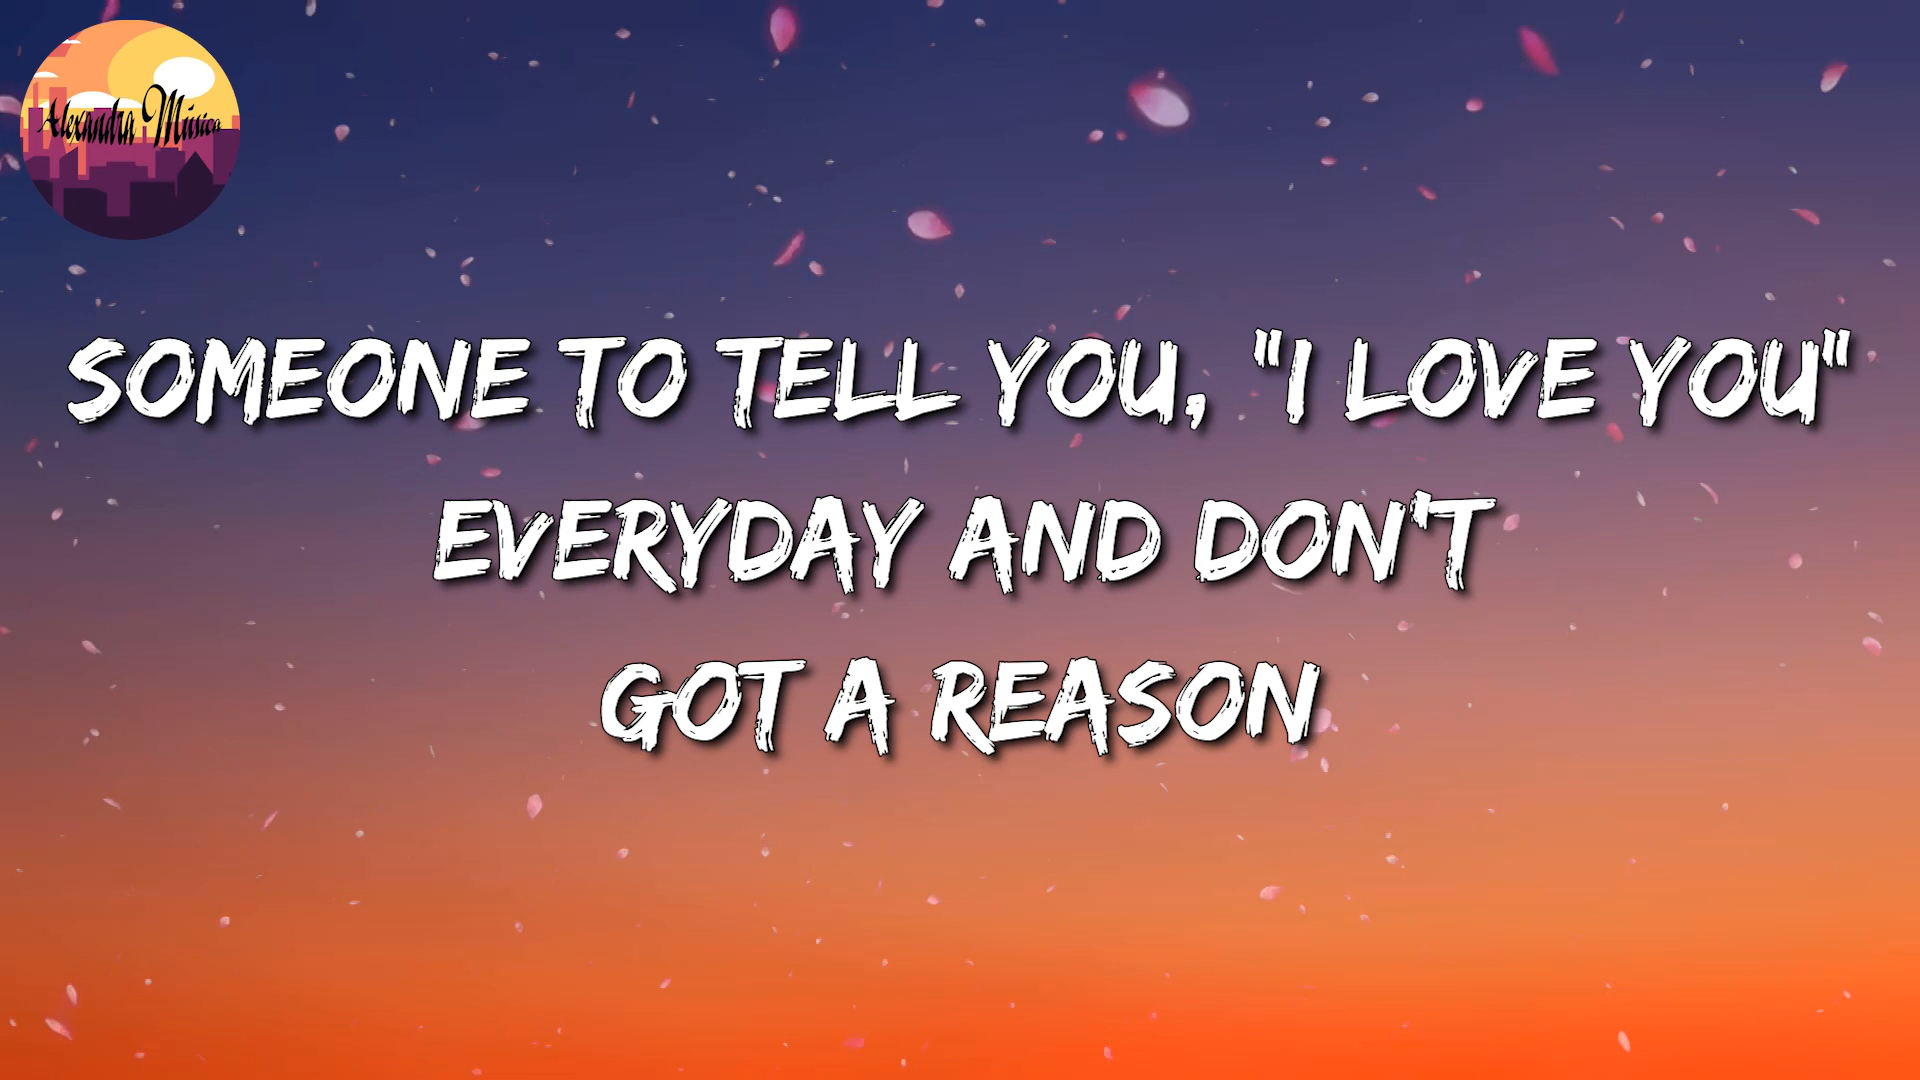 Alexandra Música
SOMEONE TO TELL YOU, "I LOVE YOU"
EVERYDAY AND DON'T
GOT A REASON